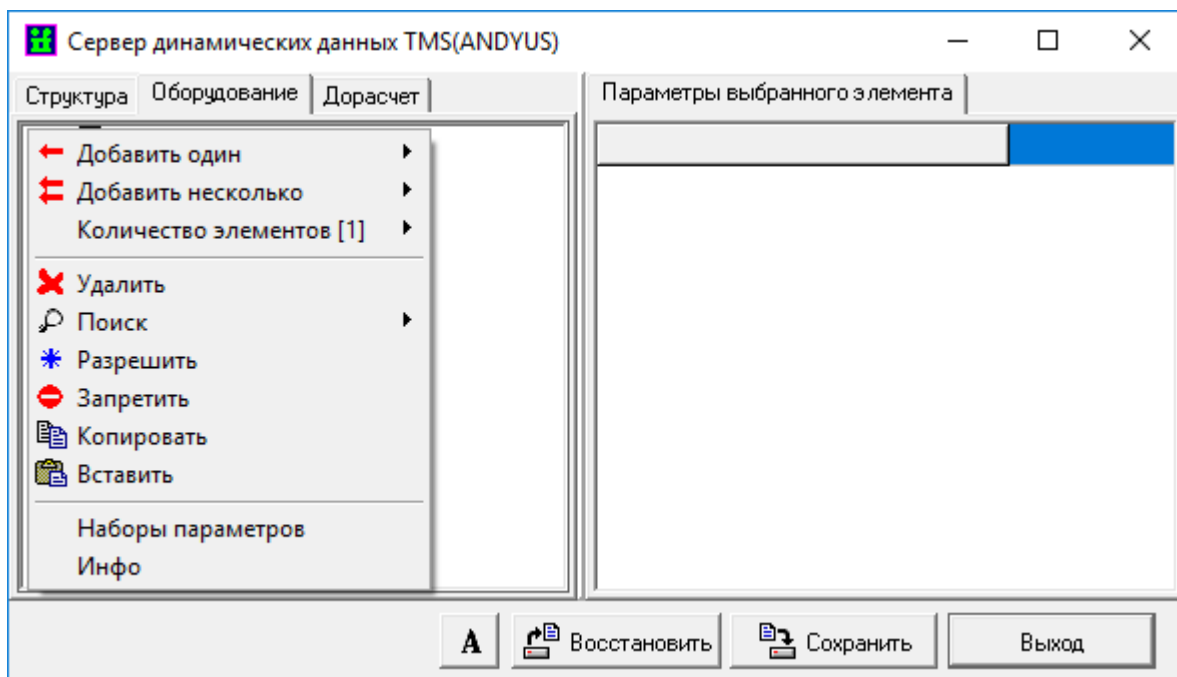 Сервер динамических данных TMS(ANDYUS)
Структура Оборудование Дорасчет
Параметры выбранного элемента
Добавить один
Добавить несколько
Количество элементов [1]
Удалить
Поиск
Разрешить
Запретить
Копировать
Вставить
Наборы параметров
Инфо
A Восстановить Сохранить Выход